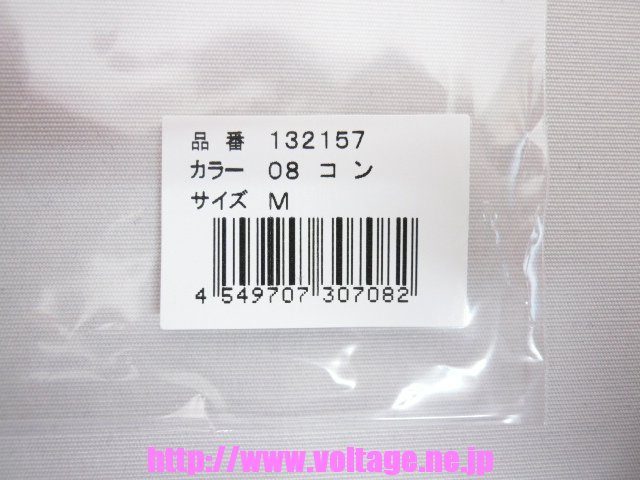 品 番 132157
カラー 08 コン
サイズ M
4 549707 307082
http://www.voltage.ne.jp